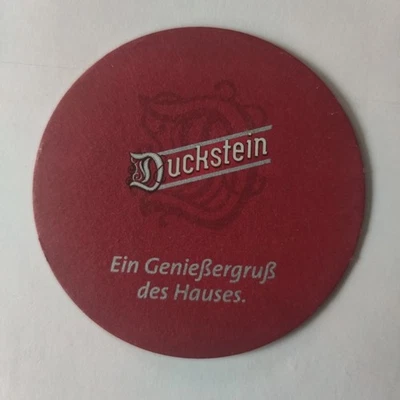 Duckstein
Ein Genießergruß
des Hauses.